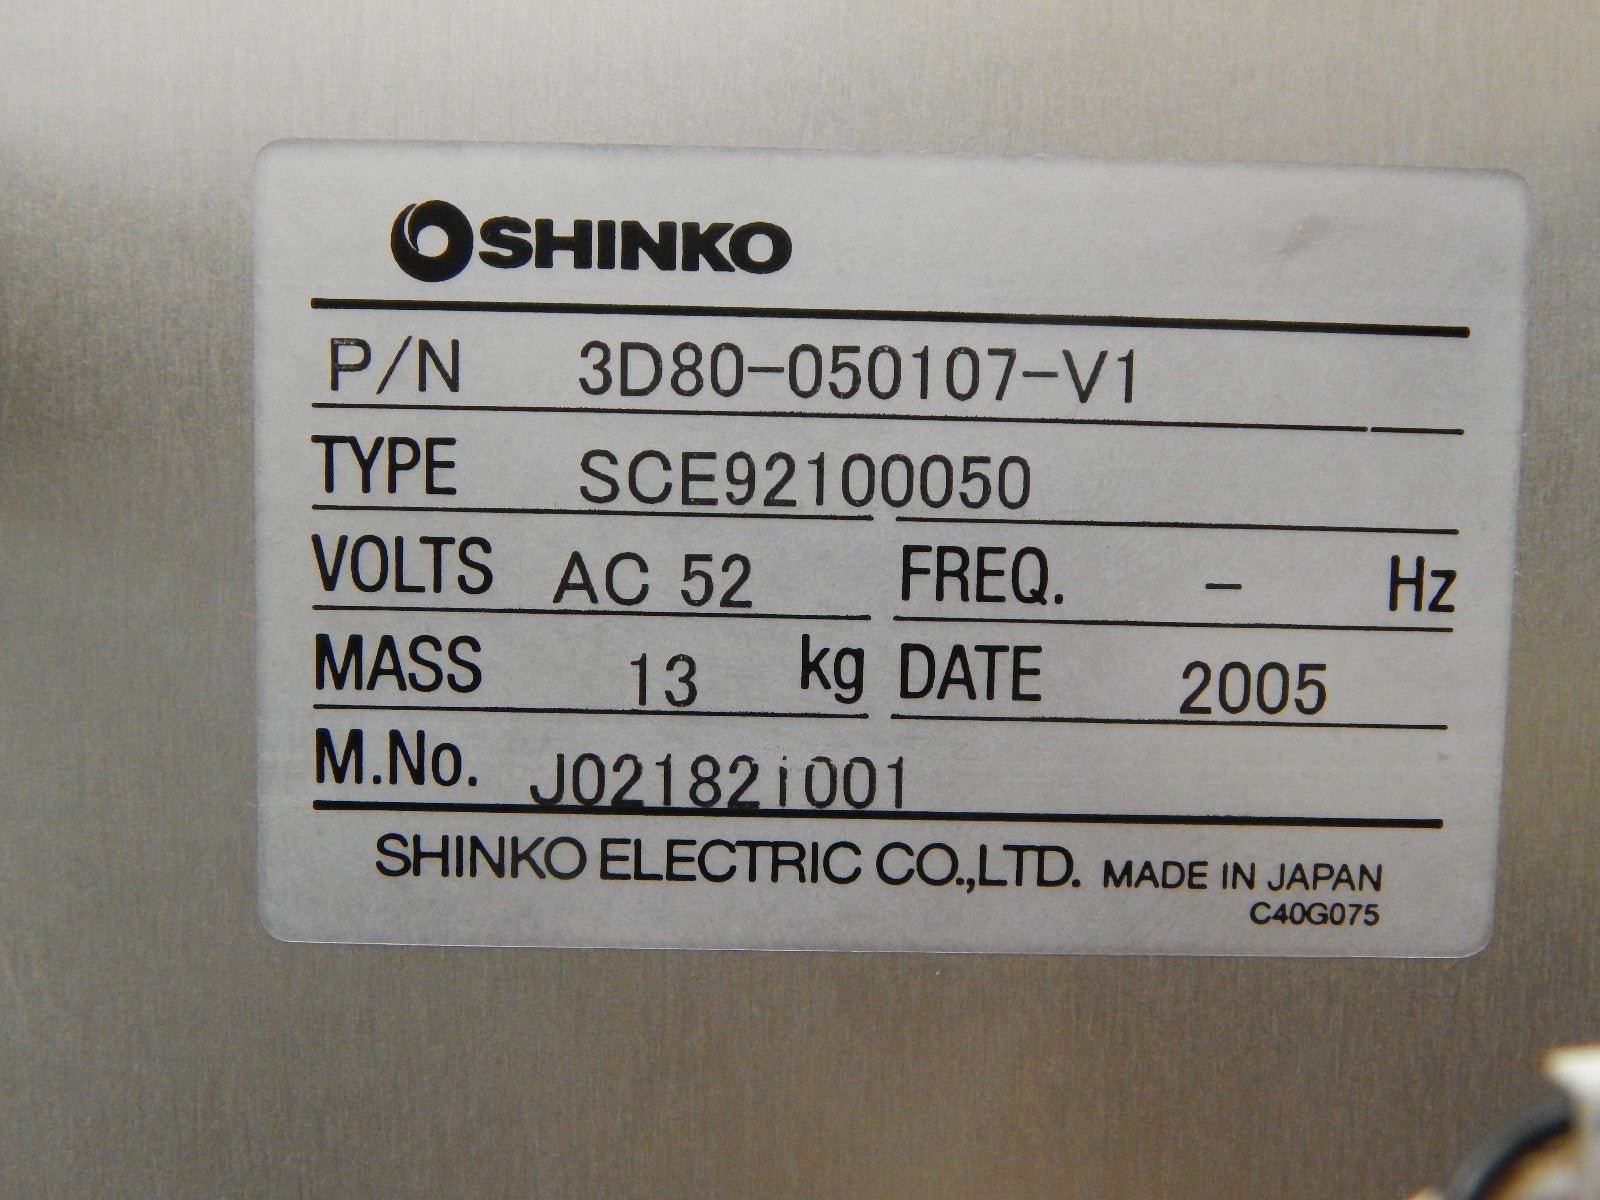 SHINKO
P/N 3D80-050107-V1
TYPE SCE92100050
VOLTS AC 52 FREQ. - Hz
MASS 13 kg DATE 2005
M.No. J021821001
SHINKO ELECTRIC CO.,LTD. MADE IN JAPAN
C40G075